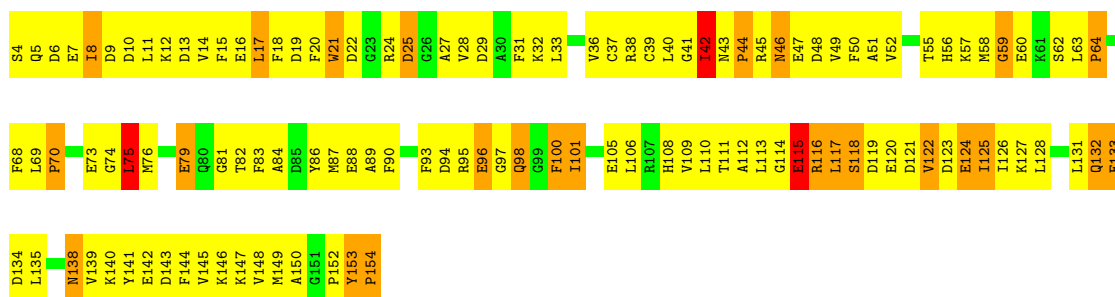 S4 Q5 D6 E7 I8 D9 D10 L11 K12 D13 V14 F15 E16 L17 F18 D19 F20 W21 D22 G23 R24 D25 G26 A27 V28 D29 A30 F31 K32 L33 V36 C37 R38 C39 L40 G41 I42 N43 P44 R45 N46 E47 D48 V49 F50 A51 V52 T55 H56 K57 M58 G59 E60 K61 S62 L63 P64
F68 L69 P70 E73 G74 L75 M76 E79 Q80 G81 T82 F83 A84 D85 Y86 M87 E88 A89 F90 F93 D94 R95 E96 G97 Q98 G99 F100 I101 E105 L106 R107 H108 V109 L110 T111 A112 L113 G114 E115 R116 L117 S118 D119 E120 D121 V122 D123 E124 I125 I126 K127 L128 L131 Q132
D134 L135 N138 V139 K140 Y141 E142 D143 F144 V145 K146 K147 V148 M149 A150 G151 P152 Y153 P154